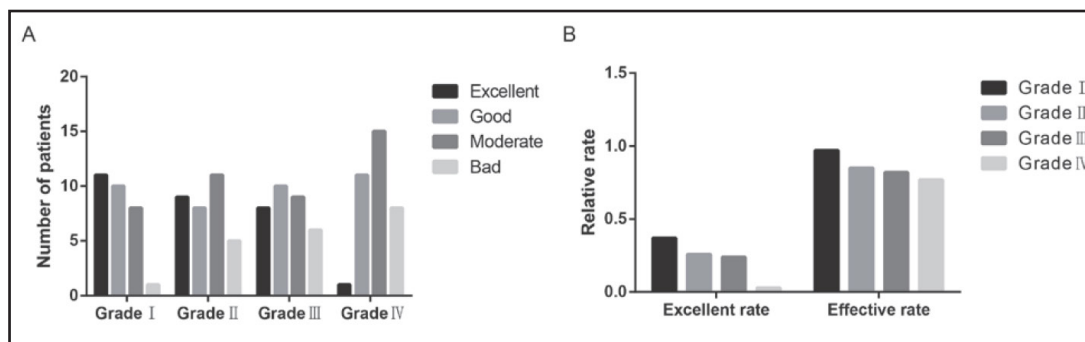 A
Number of patients
20
15
10
5
0
Grade Ⅰ
Grade Ⅱ
Grade Ⅲ
Grade Ⅳ
Excellent
Good
Moderate
Bad
B
Relative rate
1.5
1.0
0.5
0.0
Excellent rate
Effective rate
Grade Ⅰ
Grade Ⅱ
Grade Ⅲ
Grade Ⅳ